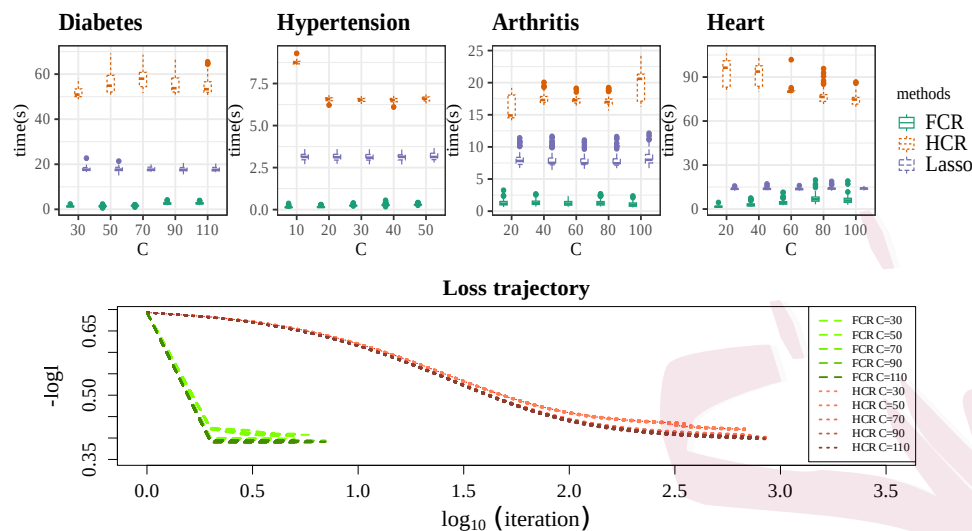 Diabetes Hypertension Arthritis Heart
time(s) 60 40 20 0
30 50 70 90 110
C
time(s) 7.5 5.0 2.5 0.0
10 20 30 40 50
C
time(s) 25 20 15 10 5 0
20 40 60 80 100
C
time(s) 90 60 30 0
20 40 60 80 100
C
methods
FCR
HCR
Lasso
Loss trajectory
-logl
0.65
0.50
0.35
0.0 0.5 1.0 1.5 2.0 2.5 3.0 3.5
log₁₀ (iteration)
FCR C=30
FCR C=50
FCR C=70
FCR C=90
FCR C=110
HCR C=30
HCR C=50
HCR C=70
HCR C=90
HCR C=110